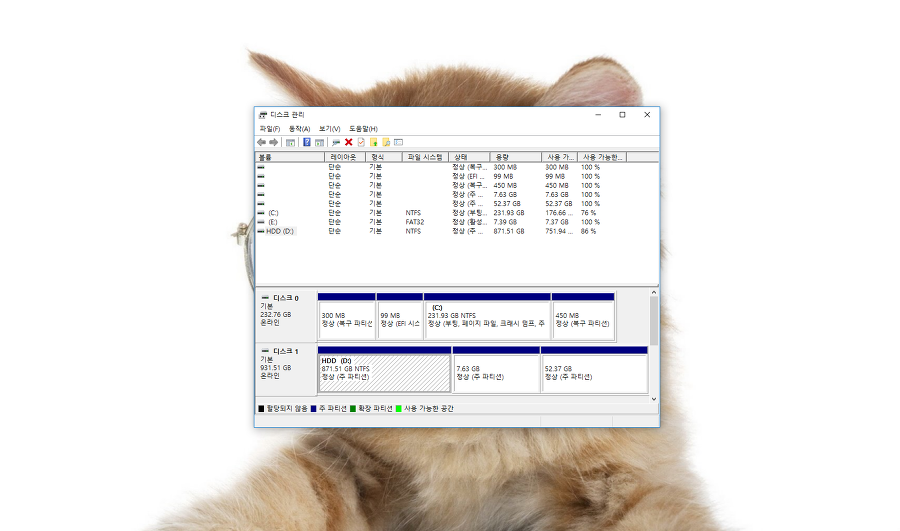 디스크 관리
파일(F) 동작(A) 보기(V) 도움말(H)
볼륨 레이아웃 형식 파일 시스템 상태 용량 사용 가... 사용 가능한...
단순 기본 정상 (복구... 300 MB 300 MB 100 %
단순 기본 정상 (EFI ... 99 MB 99 MB 100 %
단순 기본 정상 (복구... 450 MB 450 MB 100 %
단순 기본 정상 (주 ... 7.63 GB 7.63 GB 100 %
단순 기본 정상 (주 ... 52.37 GB 52.37 GB 100 %
(C:) 단순 기본 NTFS 정상 (부팅... 231.93 GB 176.66 ... 76 %
(E:) 단순 기본 FAT32 정상 (활성... 7.39 GB 7.37 GB 100 %
HDD (D:) 단순 기본 NTFS 정상 (주 ... 871.51 GB 751.94 ... 86 %
디스크 0
기본
232.76 GB
온라인
300 MB
정상 (복구 파티션
99 MB
정상 (EFI 시스
(C:)
231.93 GB NTFS
정상 (부팅, 페이지 파일, 크래시 덤프, 주
450 MB
정상 (복구 파티션)
디스크 1
기본
931.51 GB
온라인
HDD (D:)
871.51 GB NTFS
정상 (주 파티션)
7.63 GB
정상 (주 파티션)
52.37 GB
정상 (주 파티션)
할당되지 않음 주 파티션 확장 파티션 사용 가능한 공간